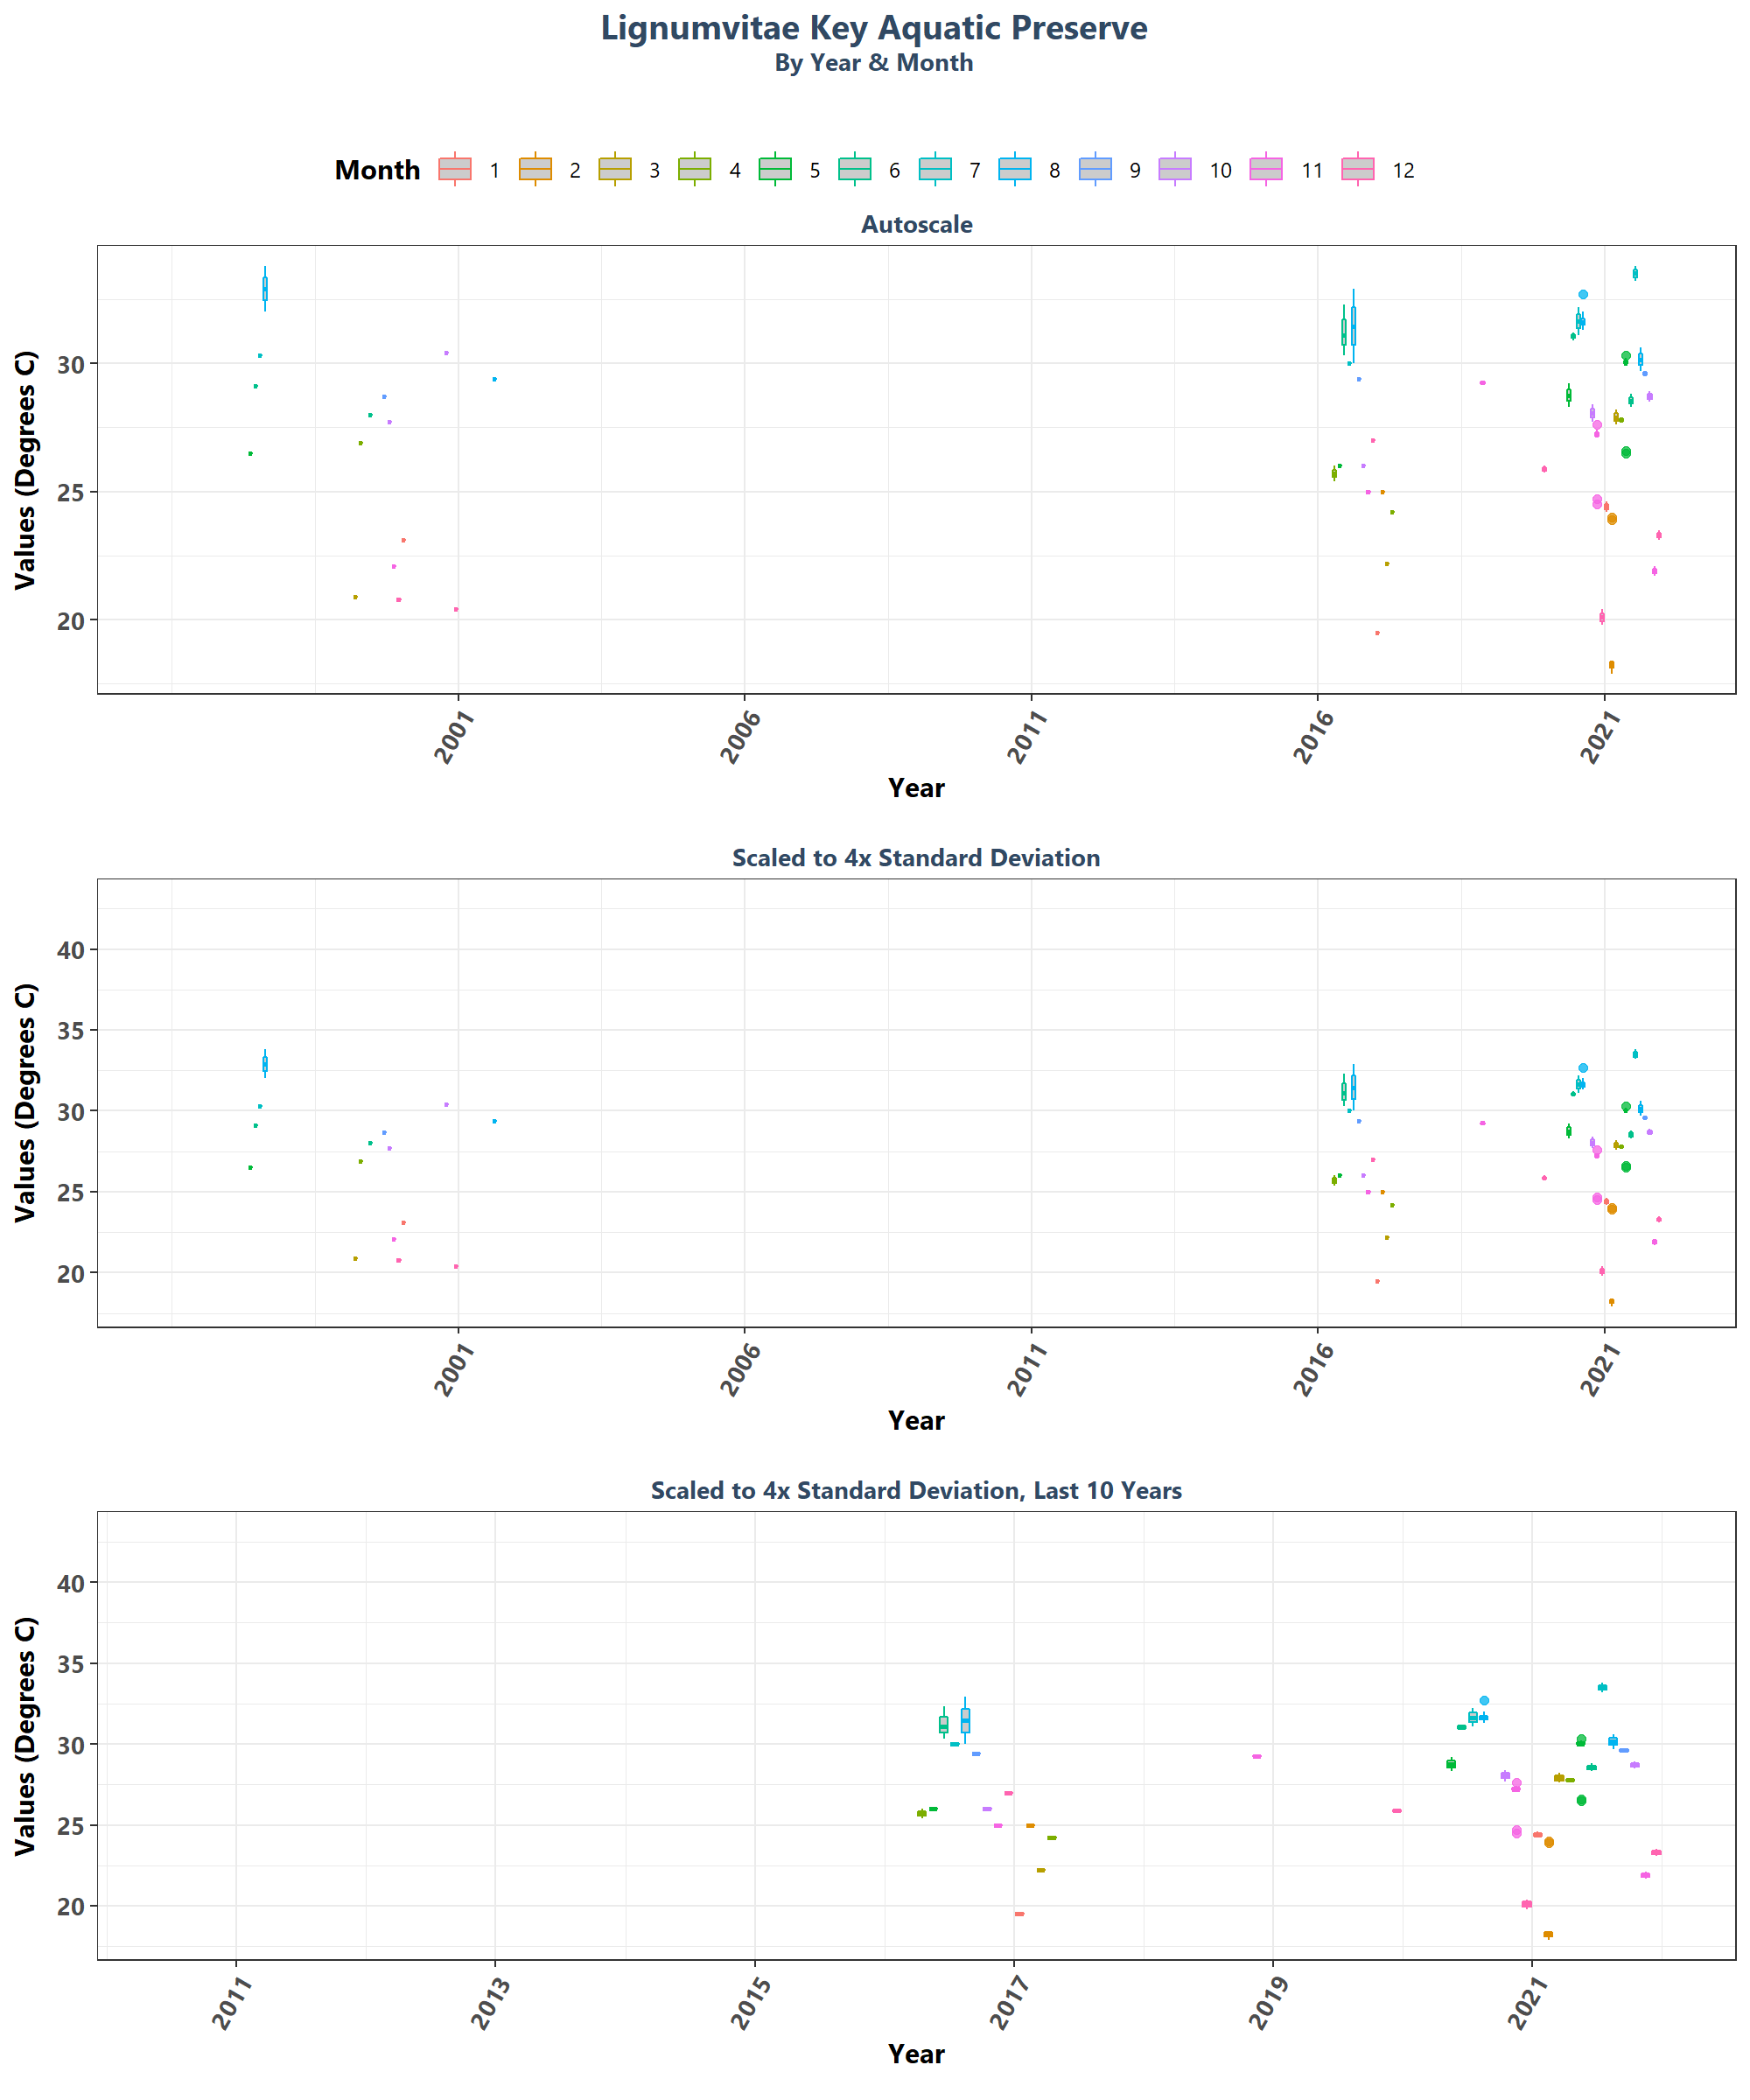 Lignumvitae Key Aquatic Preserve
By Year & Month
Month 1 2 3 4 5 6 7 8 9 10 11 12
Autoscale
Values (Degrees C)
30
25
20
2001 2006 2011 2016 2021
Year
Scaled to 4x Standard Deviation
Values (Degrees C)
40
35
30
25
20
2001 2006 2011 2016 2021
Year
Scaled to 4x Standard Deviation, Last 10 Years
Values (Degrees C)
40
35
30
25
20
2011 2013 2015 2017 2019 2021
Year